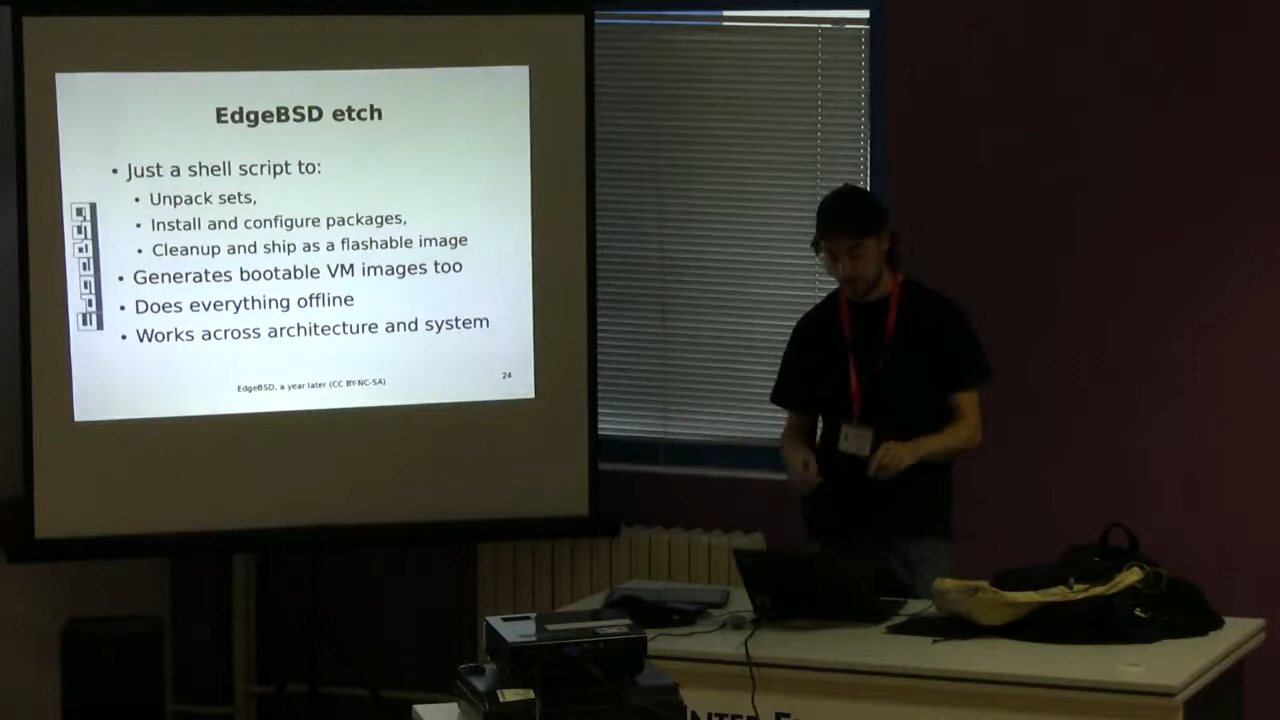 EdgeBSD etch
• Just a shell script to:
• Unpack sets,
• Install and configure packages,
• Cleanup and ship as a flashable image
• Generates bootable VM images too
• Does everything offline
• Works across architecture and system
EdgeBSD, a year later (CC BY-NC-SA)
24